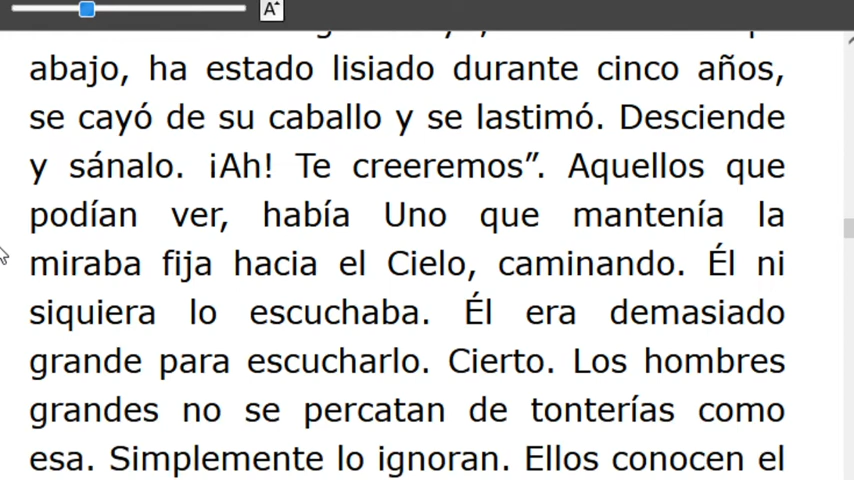 A
abajo, ha estado lisiado durante cinco años,
se cayó de su caballo y se lastimó. Desciende
y sánalo. ¡Ah! Te creeremos”. Aquellos que
podían ver, había Uno que mantenía la
miraba fija hacia el Cielo, caminando. Él ni
siquiera lo escuchaba. Él era demasiado
grande para escucharlo. Cierto. Los hombres
grandes no se percatan de tonterías como
esa. Simplemente lo ignoran. Ellos conocen el